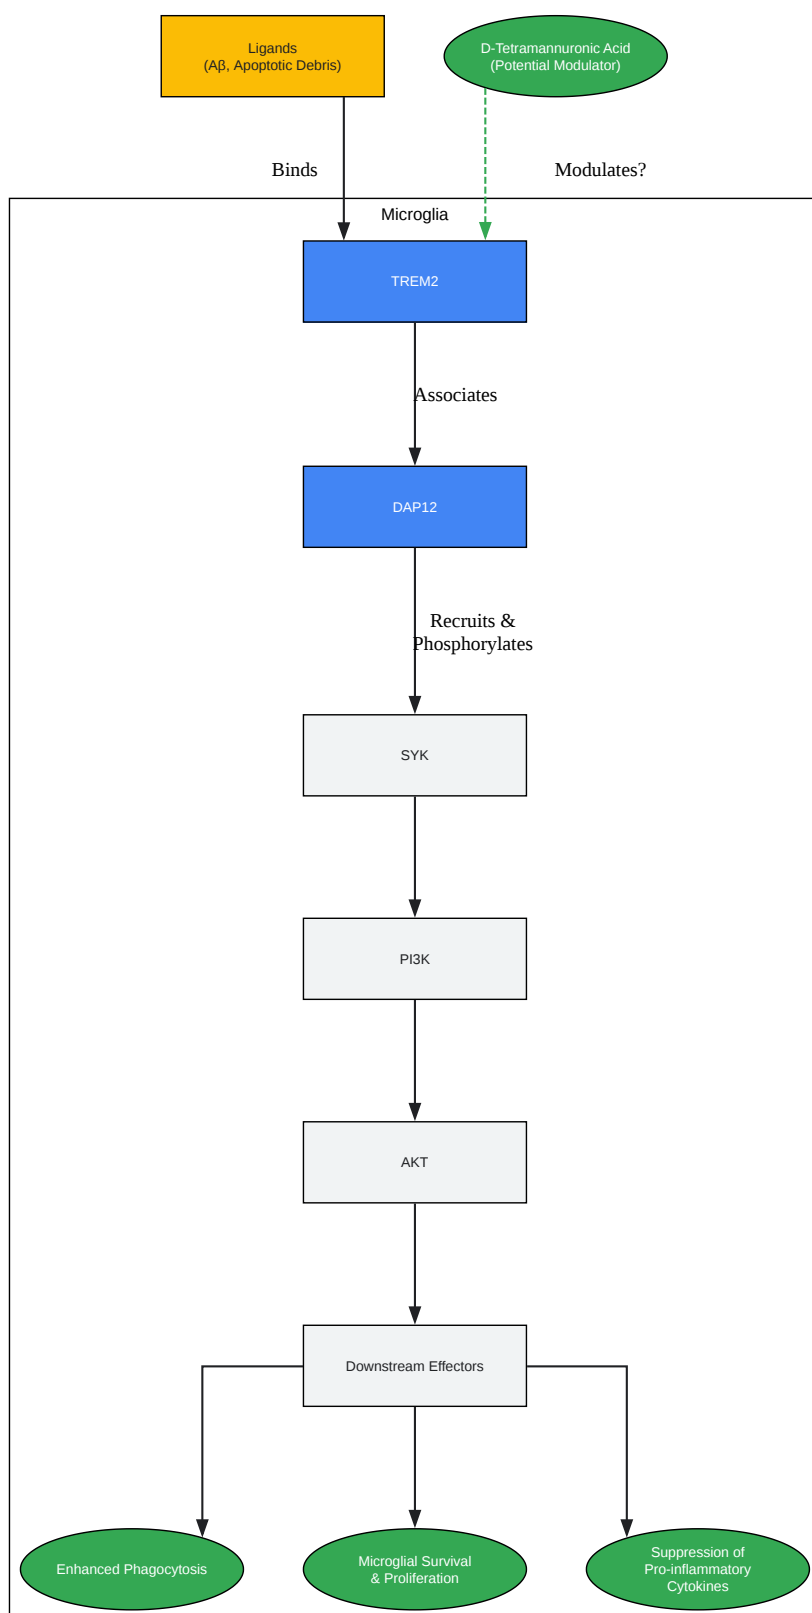 Ligands
(Aβ, Apoptotic Debris)
D-Tetramannuronic Acid
(Potential Modulator)
Binds
Modulates?
Microglia
TREM2
Associates
DAP12
Recruits &
Phosphorylates
SYK
PI3K
AKT
Downstream Effectors
Enhanced Phagocytosis
Microglial Survival
& Proliferation
Suppression of
Pro-inflammatory
Cytokines